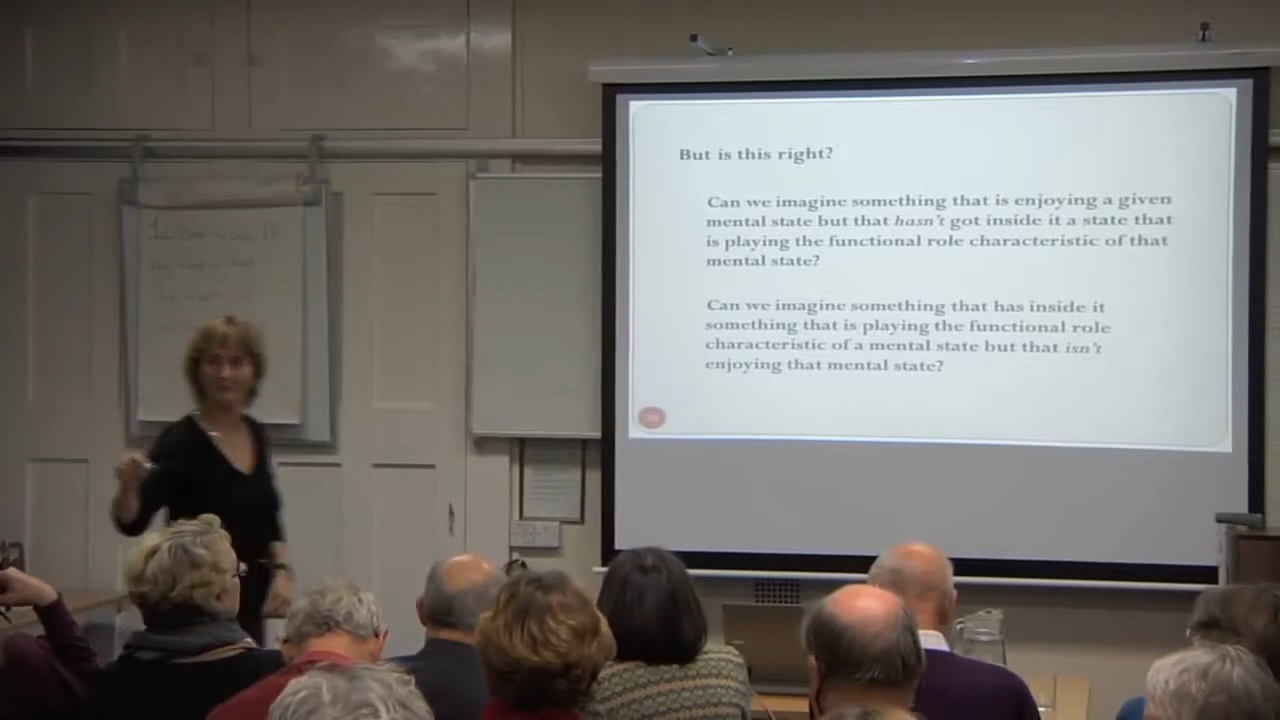 But is this right?
Can we imagine something that is enjoying a given
mental state but that hasn't got inside it a state that
is playing the functional role characteristic of that
mental state?
Can we imagine something that has inside it
something that is playing the functional role
characteristic of a mental state but that isn't
enjoying that mental state?